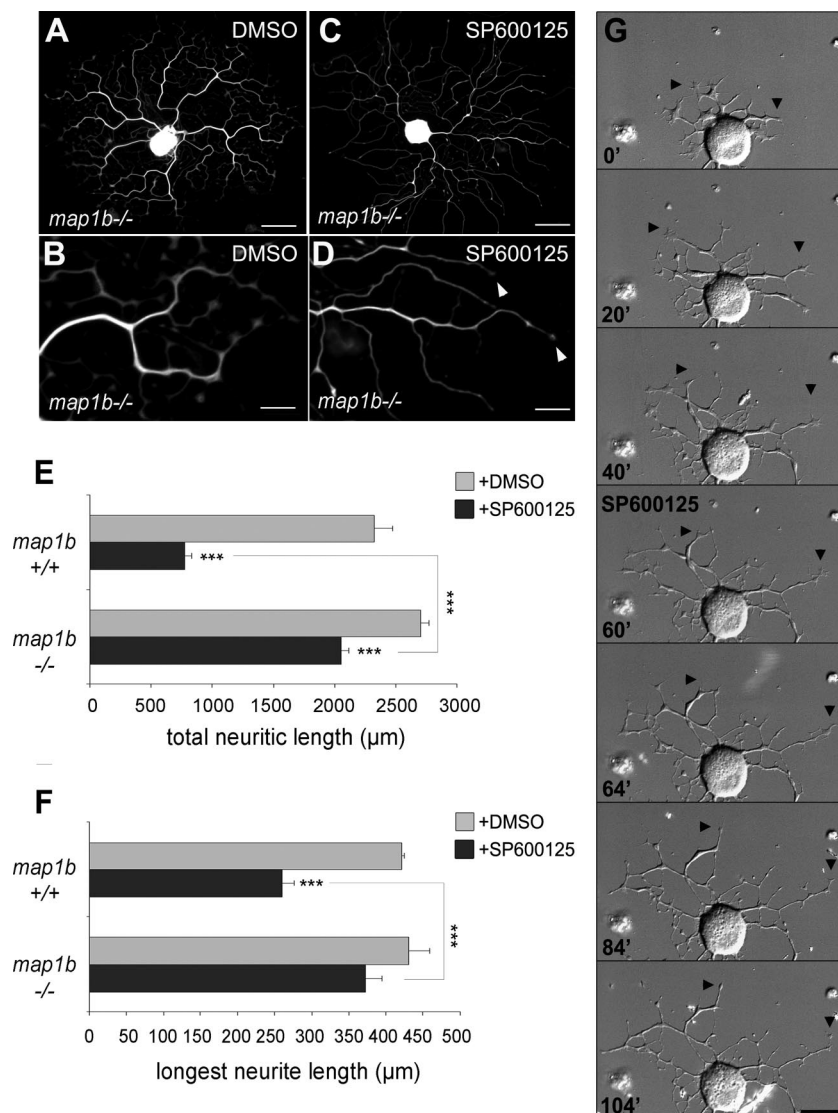 A
DMSO
map1b-/-
B
DMSO
map1b-/-
C
SP600125
map1b-/-
D
SP600125
map1b-/-
E
+DMSO
+SP600125
map1b
+/+
***
map1b
-/-
***
***
0 500 1000 1500 2000 2500 3000
total neuritic length (µm)
F
+DMSO
+SP600125
map1b
+/+
***
map1b
-/-
***
0 50 100 150 200 250 300 350 400 450 500
longest neurite length (µm)
G
0'
20'
40'
SP600125
60'
64'
84'
104'